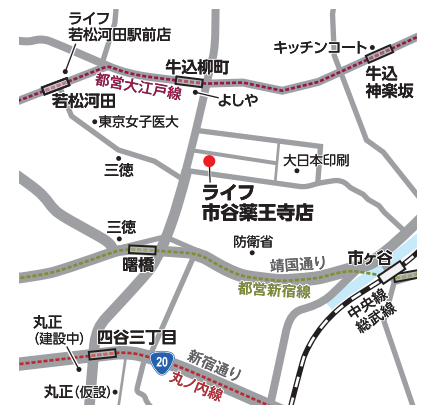 ライフ
若松河田駅前店
牛込柳町
キッチンコート
牛込
神楽坂
都営大江戸線
若松河田
よしや
東京女子医大
三徳
大日本印刷
ライフ
市谷薬王寺店
三徳
防衛省
曙橋
靖国通り
市ヶ谷
都営新宿線
中央線
総武線
丸正
（建設中）
四谷三丁目
20
新宿通り
丸ノ内線
丸正（仮設）